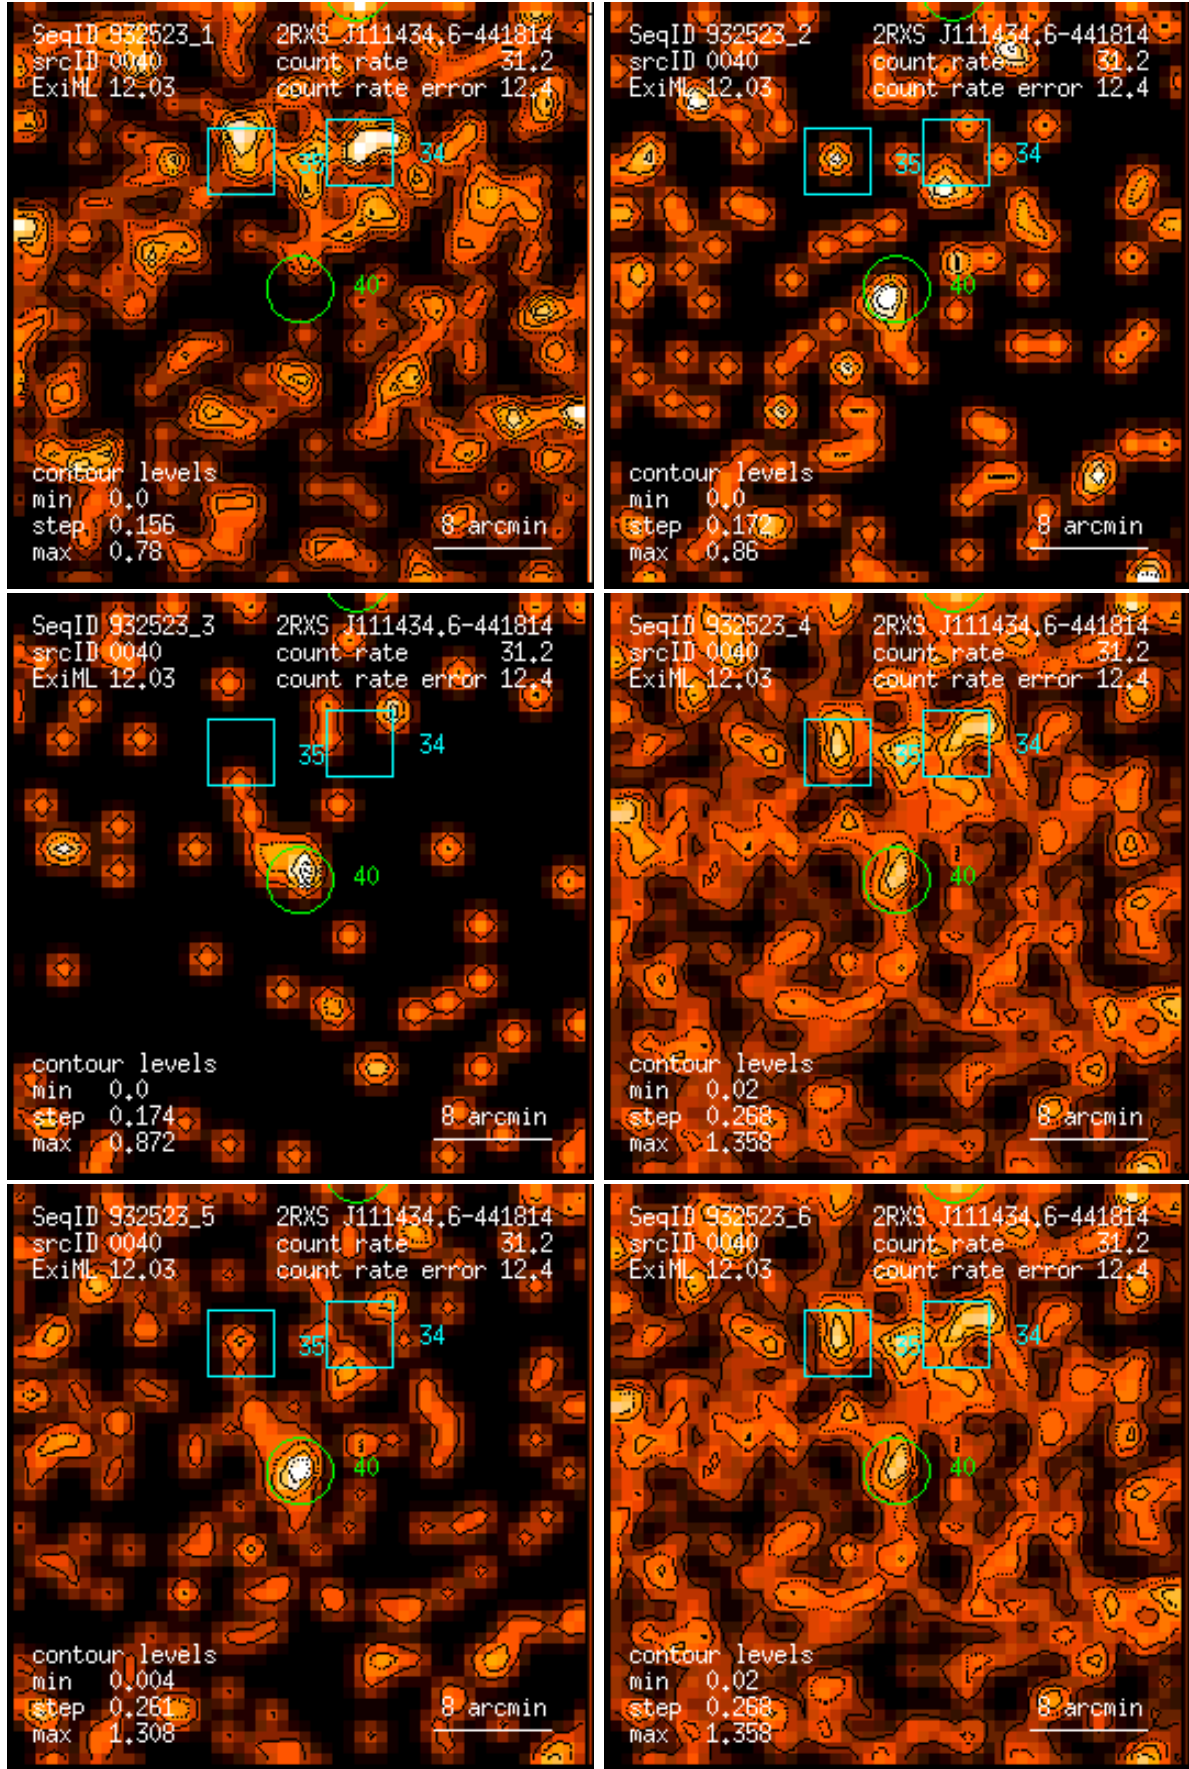 SeqID 932523_1 2RXS J111434.6-441814
srcID 0040 count rate 31.2
ExiML 12.03 count rate error 12.4
35 34
40
contour levels
min 0.0
step 0.156 8 arcmin
max 0.78
SeqID 932523_2 2RXS J111434.6-441814
srcID 0040 count rate 31.2
ExiML 12.03 count rate error 12.4
35 34
40
contour levels
min 0.0
step 0.172 8 arcmin
max 0.86
SeqID 932523_3 2RXS J111434.6-441814
srcID 0040 count rate 31.2
ExiML 12.03 count rate error 12.4
35 34
40
contour levels
min 0.0
step 0.174 8 arcmin
max 0.872
SeqID 932523_4 2RXS J111434.6-441814
srcID 0040 count rate 31.2
ExiML 12.03 count rate error 12.4
35 34
40
contour levels
min 0.02
step 0.268 8 arcmin
max 1.358
SeqID 932523_5 2RXS J111434.6-441814
srcID 0040 count rate 31.2
ExiML 12.03 count rate error 12.4
35 34
40
contour levels
min 0.004
step 0.261 8 arcmin
max 1.308
SeqID 932523_6 2RXS J111434.6-441814
srcID 0040 count rate 31.2
ExiML 12.03 count rate error 12.4
35 34
40
contour levels
min 0.02
step 0.268 8 arcmin
max 1.358